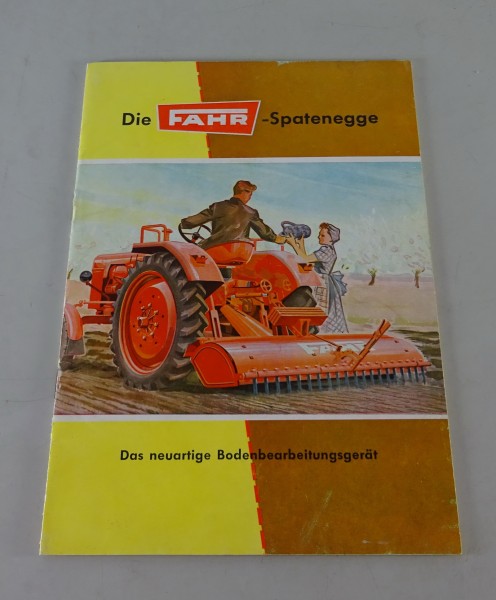 Die FAHR-Spatenegge
Das neuartige Bodenbearbeitungsgerät